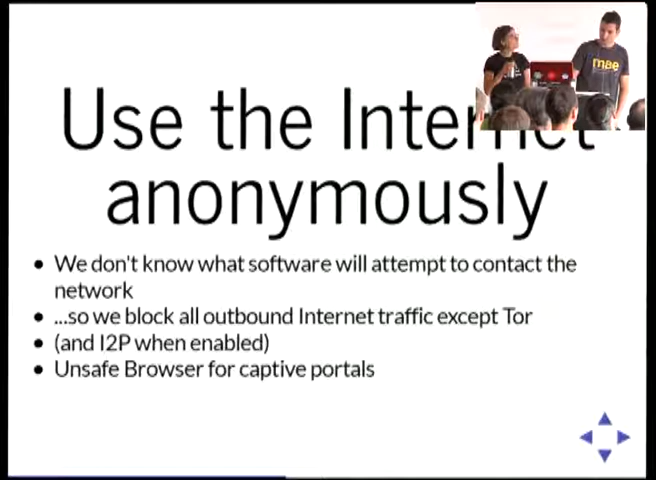 Use the Internet
anonymously
We don't know what software will attempt to contact the
network
...so we block all outbound Internet traffic except Tor
(and I2P when enabled)
Unsafe Browser for captive portals